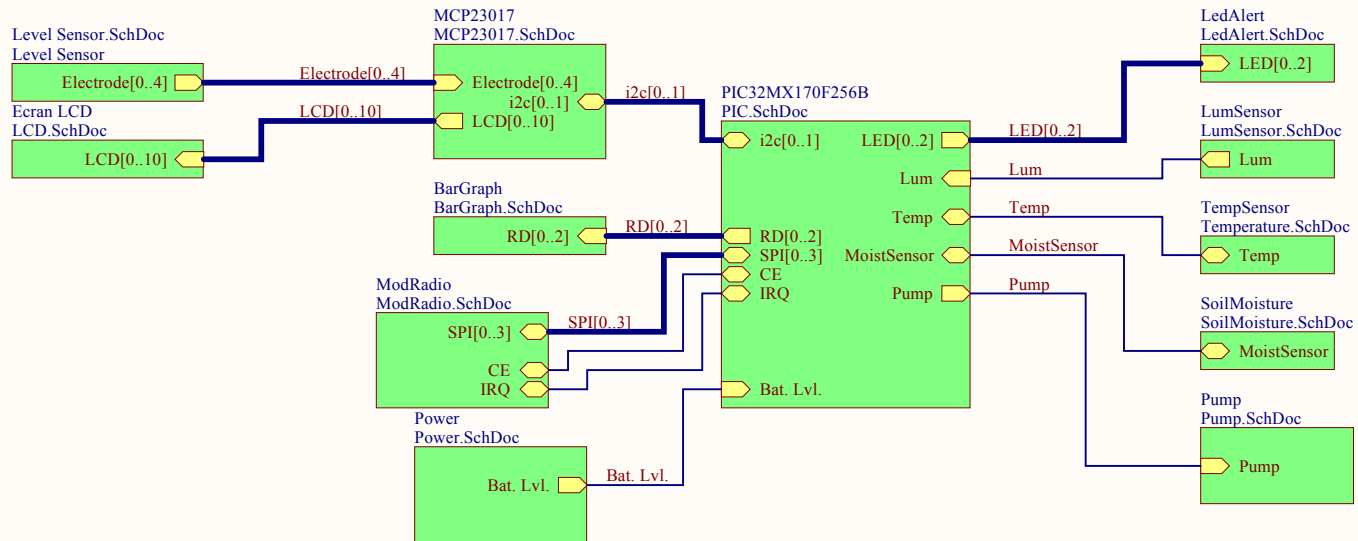 Level Sensor.SchDoc
Level Sensor
Electrode[0..4]
Electrode[0..4]
Ecran LCD
LCD.SchDoc
LCD[0..10]
LCD[0..10]
MCP23017
MCP23017.SchDoc
Electrode[0..4]
i2c[0..1]
LCD[0..10]
i2c[0..1]
BarGraph
BarGraph.SchDoc
RD[0..2]
RD[0..2]
ModRadio
ModRadio.SchDoc
SPI[0..3]
CE
IRQ
SPI[0..3]
Power
Power.SchDoc
Bat. Lvl.
Bat. Lvl.
PIC32MX170F256B
PIC.SchDoc
i2c[0..1]
LED[0..2]
Lum
Temp
RD[0..2]
SPI[0..3]
MoistSensor
CE
IRQ
Pump
Bat. Lvl.
LED[0..2]
Lum
Temp
MoistSensor
Pump
LedAlert
LedAlert.SchDoc
LED[0..2]
LumSensor
LumSensor.SchDoc
Lum
TempSensor
Temperature.SchDoc
Temp
SoilMoisture
SoilMoisture.SchDoc
MoistSensor
Pump
Pump.SchDoc
Pump